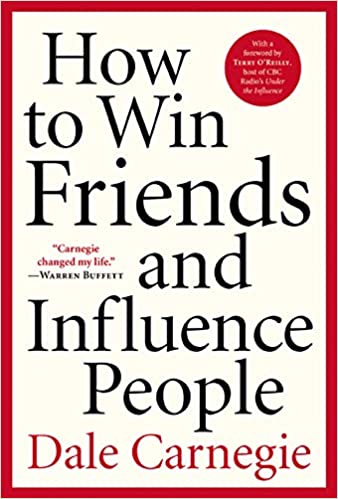 How
to Win
Friends
and
Influence
People
Dale Carnegie
With a
foreword by
TERRY O'REILLY,
host of CBC
Radio's Under
the Influence
"Carnegie
changed my life."
—WARREN BUFFETT